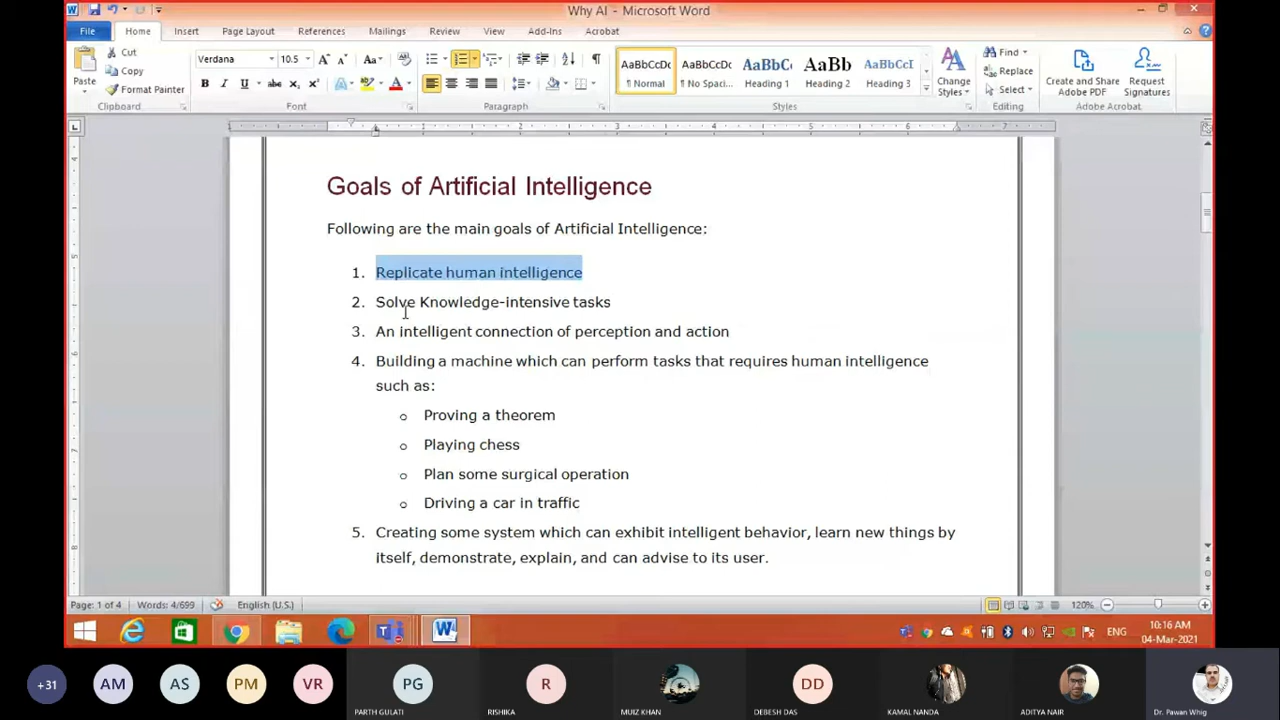 Why AI - Microsoft Word
File Home Insert Page Layout References Mailings Review View Add-Ins Acrobat
Paste
Cut
Copy
Format Painter
Clipboard
Verdana 10.5
Font
Paragraph
AaBbCcDc AaBbCcDc AaBbC AaBb AaBbCcI
¶ Normal ¶ No Spaci... Heading 1 Heading 2 Heading 3
Change Styles
Styles
Find
Replace
Select
Editing
Create and Share Adobe PDF
Request Signatures
Adobe Acrobat
Goals of Artificial Intelligence
Following are the main goals of Artificial Intelligence:
1. Replicate human intelligence
2. Solve Knowledge-intensive tasks
3. An intelligent connection of perception and action
4. Building a machine which can perform tasks that requires human intelligence
such as:
o Proving a theorem
o Playing chess
o Plan some surgical operation
o Driving a car in traffic
5. Creating some system which can exhibit intelligent behavior, learn new things by
itself, demonstrate, explain, and can advise to its user.
Page: 1 of 4 Words: 4/699 English (U.S.) 120%
ENG 10:16 AM
04-Mar-2021
+31 AM AS PM VR PG R DD
PARTH GULATI RISHIKA MUIZ KHAN DEBESH DAS KAMAL NANDA ADITYA NAIR Dr. Pawan Whig